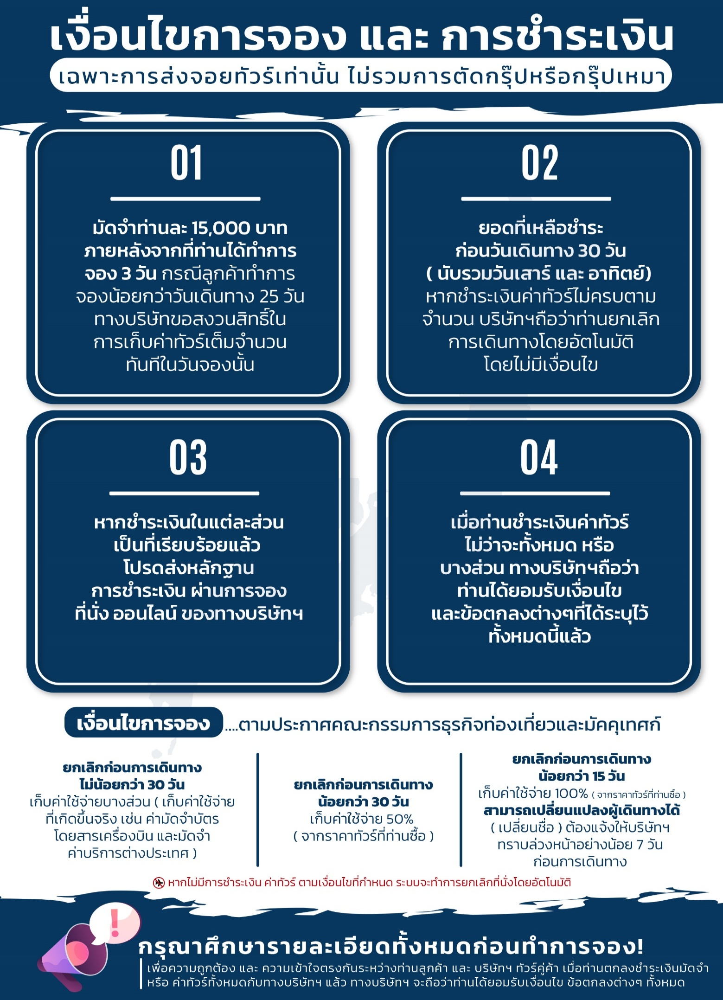 เงื่อนไขการจอง และ การชำระเงิน
เฉพาะการส่งจอยทัวร์เท่านั้น ไม่รวมการตัดกรุ๊ปหรือกรุ๊ปเหมา
01
มัดจำท่านละ 15,000 บาท
ภายหลังจากที่ท่านได้ทำการ
จอง 3 วัน กรณีลูกค้าทำการ
จองน้อยกว่าวันเดินทาง 25 วัน
ทางบริษัทขอสงวนสิทธิ์ใน
การเก็บค่าทัวร์เต็มจำนวน
ทันทีในวันจองนั้น
02
ยอดที่เหลือชำระ
ก่อนวันเดินทาง 30 วัน
( นับรวมวันเสาร์ และ อาทิตย์)
หากชำระเงินค่าทัวร์ไม่ครบตาม
จำนวน บริษัทฯถือว่าท่านยกเลิก
การเดินทางโดยอัตโนมัติ
โดยไม่มีเงื่อนไข
03
หากชำระเงินในแต่ละส่วน
เป็นที่เรียบร้อยแล้ว
โปรดส่งหลักฐาน
การชำระเงิน ผ่านการจอง
ที่นั่ง ออนไลน์ ของทางบริษัทฯ
04
เมื่อท่านชำระเงินค่าทัวร์
ไม่ว่าจะทั้งหมด หรือ
บางส่วน ทางบริษัทฯถือว่า
ท่านได้ยอมรับเงื่อนไข
และข้อตกลงต่างๆที่ได้ระบุไว้
ทั้งหมดนี้แล้ว
เงื่อนไขการจอง ....ตามประกาศคณะกรรมการธุรกิจท่องเที่ยวและมัคคุเทศก์
ยกเลิกก่อนการเดินทาง
ไม่น้อยกว่า 30 วัน
เก็บค่าใช้จ่ายบางส่วน ( เก็บค่าใช้จ่าย
ที่เกิดขึ้นจริง เช่น ค่ามัดจำบัตร
โดยสารเครื่องบิน และมัดจำ
ค่าบริการต่างประเทศ )
ยกเลิกก่อนการเดินทาง
น้อยกว่า 30 วัน
เก็บค่าใช้จ่าย 50%
( จากราคาทัวร์ที่ท่านซื้อ )
ยกเลิกก่อนการเดินทาง
น้อยกว่า 15 วัน
เก็บค่าใช้จ่าย 100% ( จากราคาทัวร์ที่ท่านซื้อ )
สามารถเปลี่ยนแปลงผู้เดินทางได้
( เปลี่ยนชื่อ ) ต้องแจ้งให้บริษัทฯ
ทราบล่วงหน้าอย่างน้อย 7 วัน
ก่อนการเดินทาง
หากไม่มีการชำระเงิน ค่าทัวร์ ตามเงื่อนไขที่กำหนด ระบบจะทำการยกเลิกที่นั่งโดยอัตโนมัติ
!
กรุณาศึกษารายละเอียดทั้งหมดก่อนทำการจอง!
เพื่อความถูกต้อง และ ความเข้าใจตรงกันระหว่างท่านลูกค้า และ บริษัทฯ ทัวร์คู่ค้า เมื่อท่านตกลงชำระเงินมัดจำ
หรือ ค่าทัวร์ทั้งหมดกับทางบริษัทฯ แล้ว ทางบริษัทฯ จะถือว่าท่านได้ยอมรับเงื่อนไข ข้อตกลงต่างๆ ทั้งหมด